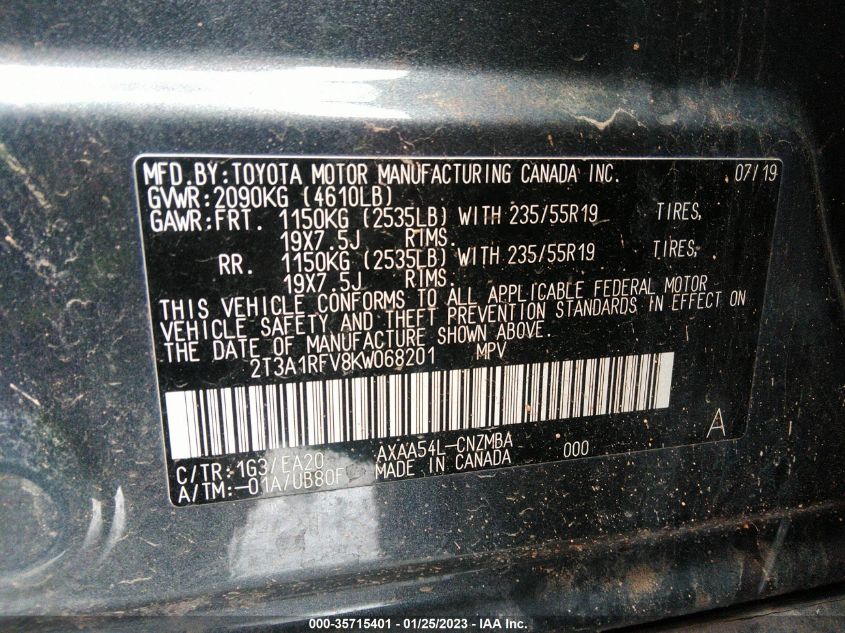 MFD.BY:TOYOTA MOTOR MANUFACTURING CANADA INC. 07/19
GVWR:2090KG (4610LB)
GAWR:FRT. 1150KG (2535LB) WITH 235/55R19 TIRES,
19X7.5J RIMS.
RR. 1150KG (2535LB) WITH 235/55R19 TIRES,
19X7.5J RIMS.
THIS VEHICLE CONFORMS TO ALL APPLICABLE FEDERAL MOTOR
VEHICLE SAFETY AND THEFT PREVENTION STANDARDS IN EFFECT ON
THE DATE OF MANUFACTURE SHOWN ABOVE.
2T3A1RFV8KW068201 MPV
C/TR:1G3/EA20 AXAA54L-CNZMBA 000 A
A/TM:-01A/UB80F MADE IN CANADA
000-35715401 - 01/25/2023 - IAA Inc.